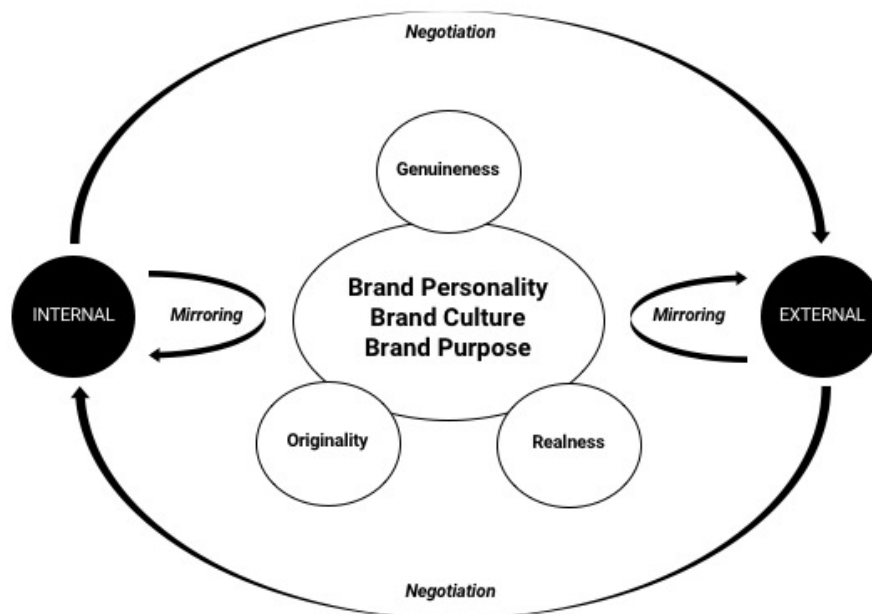 Negotiation
Genuineness
Brand Personality
Brand Culture
Brand Purpose
INTERNAL
Mirroring
Mirroring
EXTERNAL
Originality
Realness
Negotiation